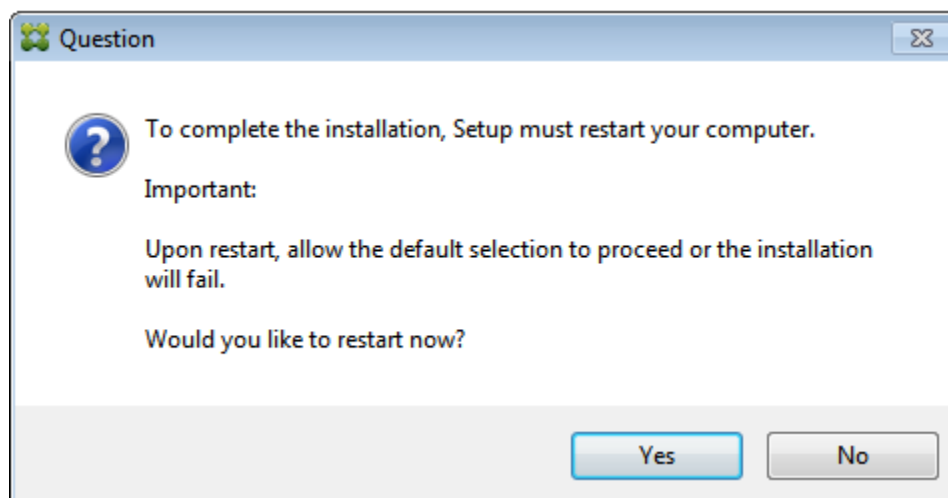 Question
To complete the installation, Setup must restart your computer.
Important:
Upon restart, allow the default selection to proceed or the installation
will fail.
Would you like to restart now?
Yes
No